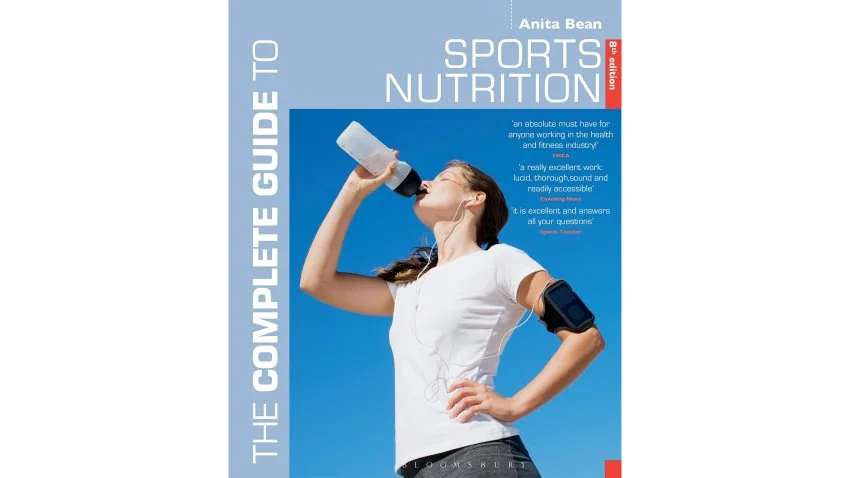 Anita Bean
THE COMPLETE GUIDE TO
SPORTS
NUTRITION
8th edition
'an absolute must have for
anyone working in the health
and fitness industry!'
YMCA
'a really excellent work:
lucid, thorough,sound and
readily accessible'
Coaching News
'it is excellent and answers
all your questions'
BLOOMSBURY